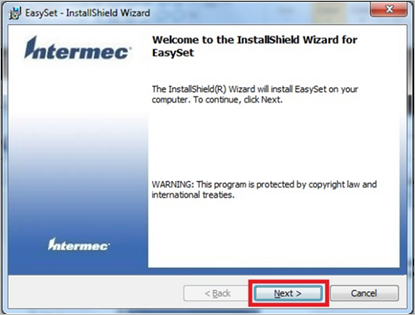 EasySet - InstallShield Wizard
Intermec
Welcome to the InstallShield Wizard for
EasySet
The InstallShield(R) Wizard will install EasySet on your
computer. To continue, click Next.
WARNING: This program is protected by copyright law and
international treaties.
Intermec
< Back
Next >
Cancel